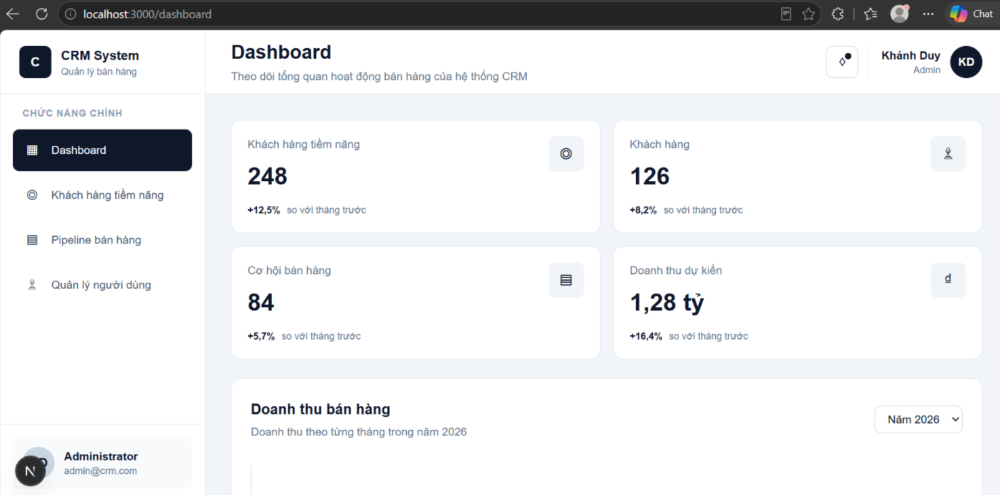 localhost:3000/dashboard
Chat
C
CRM System
Quản lý bán hàng
CHỨC NĂNG CHÍNH
Dashboard
Khách hàng tiềm năng
Pipeline bán hàng
Quản lý người dùng
Administrator
admin@crm.com
N
Dashboard
Theo dõi tổng quan hoạt động bán hàng của hệ thống CRM
Khánh Duy
Admin
KD
Khách hàng tiềm năng
248
+12,5% so với tháng trước
Khách hàng
126
+8,2% so với tháng trước
Cơ hội bán hàng
84
+5,7% so với tháng trước
Doanh thu dự kiến
₫
1,28 tỷ
+16,4% so với tháng trước
Doanh thu bán hàng
Doanh thu theo từng tháng trong năm 2026
Năm 2026